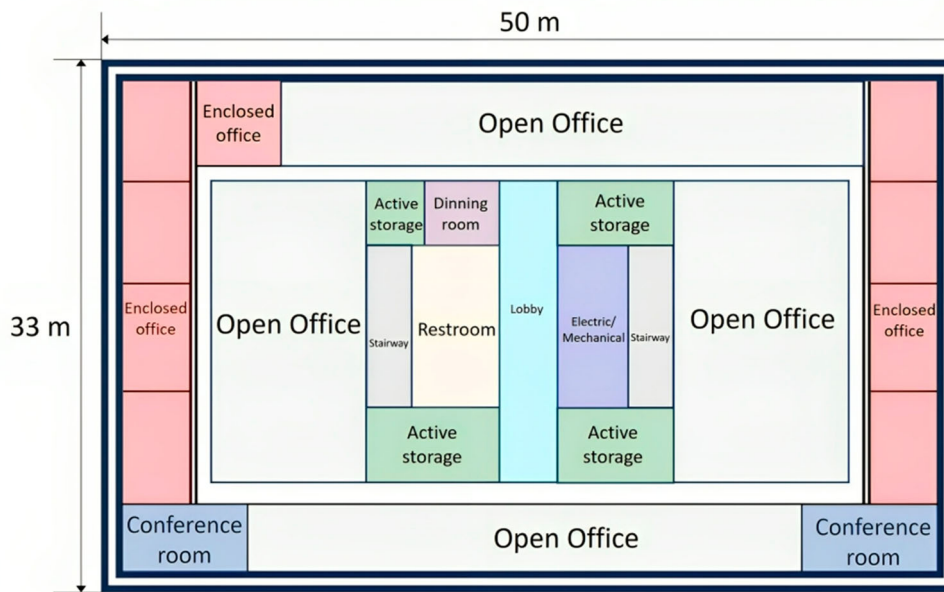 50 m
33 m
Enclosed
office
Open Office
Active
storage
Dinning
room
Active
storage
Enclosed
office
Open Office
Stairway
Restroom
Lobby
Electric/
Mechanical
Stairway
Open Office
Enclosed
office
Active
storage
Active
storage
Conference
room
Open Office
Conference
room